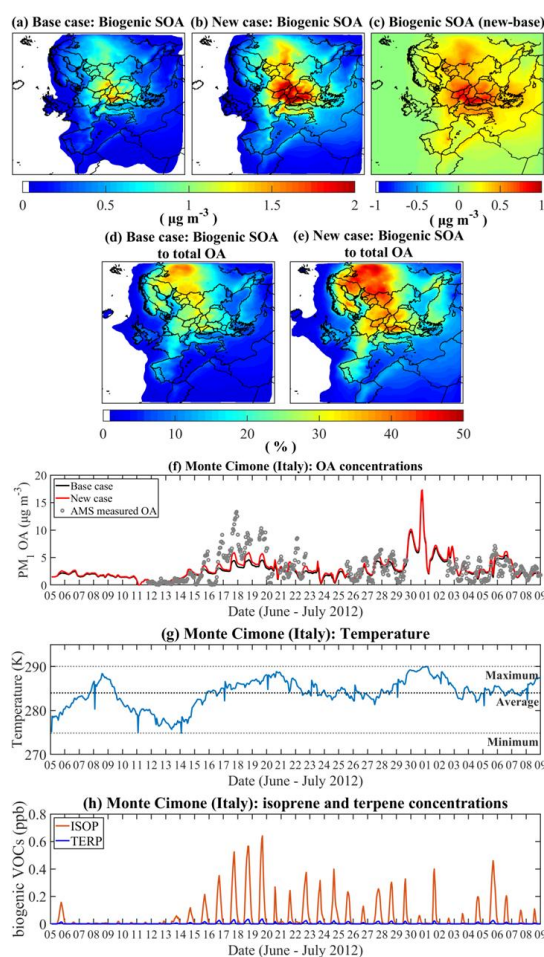 (a) Base case: Biogenic SOA
(b) New case: Biogenic SOA
(c) Biogenic SOA (new-base)
0 0.5 1 1.5 2
( µg m-3 )
-1 -0.5 0 0.5 1
( µg m-3 )
(d) Base case: Biogenic SOA
to total OA
(e) New case: Biogenic SOA
to total OA
0 10 20 30 40 50
( % )
(f) Monte Cimone (Italy): OA concentrations
PM1 OA (µg m-3)
20
15
10
5
0
Base case
New case
AMS measured OA
05 06 07 08 09 10 11 12 13 14 15 16 17 18 19 20 21 22 23 24 25 26 27 28 29 30 01 02 03 04 05 06 07 08 09
Date (June - July 2012)
(g) Monte Cimone (Italy): Temperature
Temperature (K)
290
280
270
Maximum
Average
Minimum
05 06 07 08 09 10 11 12 13 14 15 16 17 18 19 20 21 22 23 24 25 26 27 28 29 30 01 02 03 04 05 06 07 08 09
Date (June - July 2012)
(h) Monte Cimone (Italy): isoprene and terpene concentrations
biogenic VOCs (ppb)
0.8
0.6
0.4
0.2
0
ISOP
TERP
05 06 07 08 09 10 11 12 13 14 15 16 17 18 19 20 21 22 23 24 25 26 27 28 29 30 01 02 03 04 05 06 07 08 09
Date (June - July 2012)